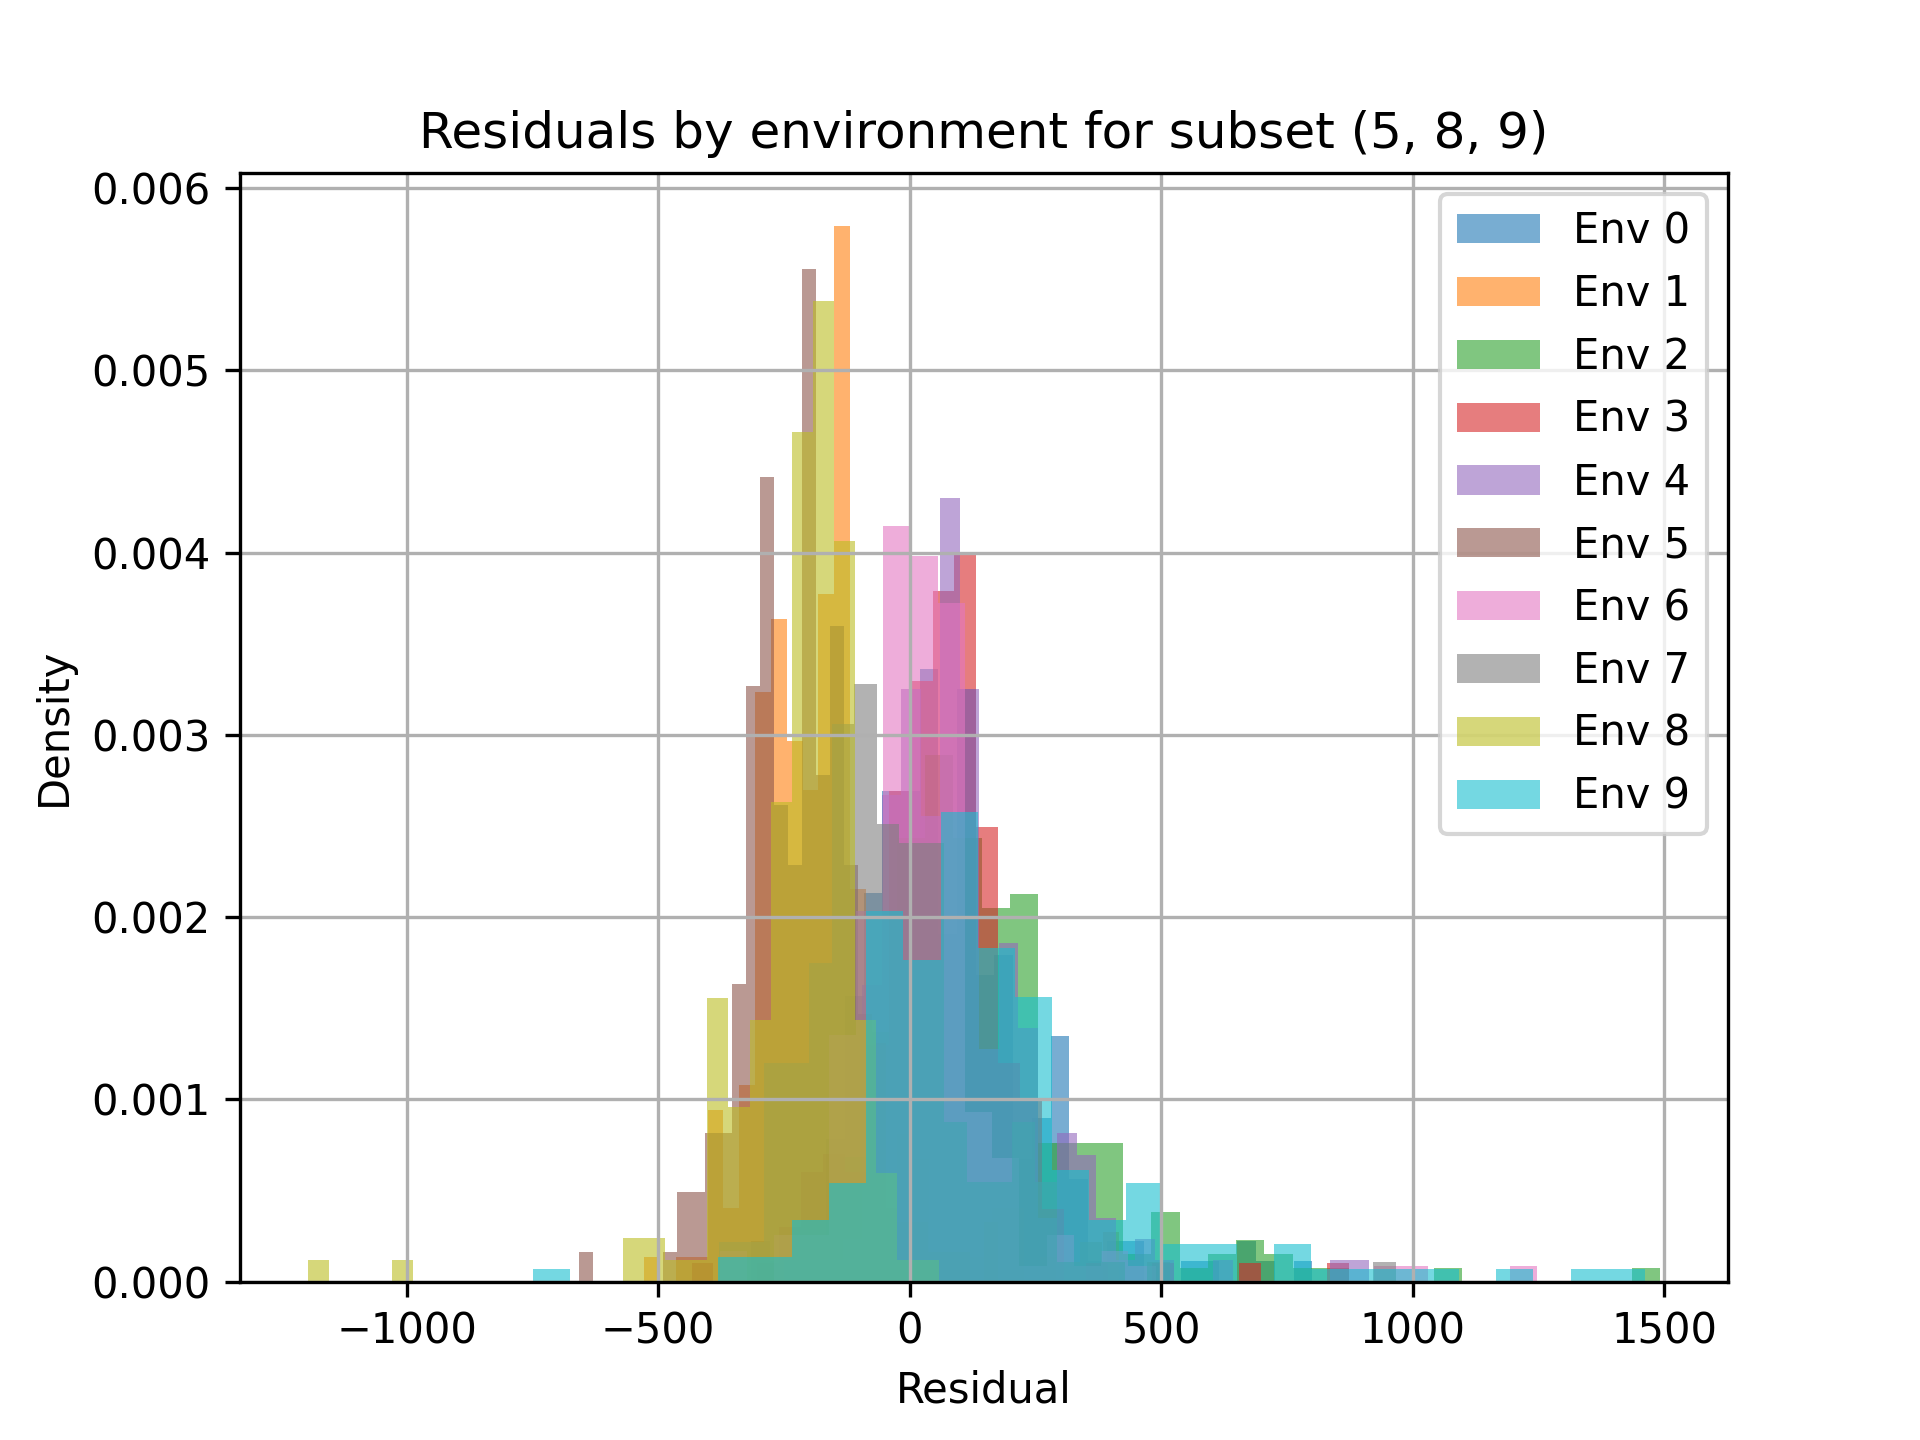 Residuals by environment for subset (5, 8, 9)
0.006
0.005
0.004
0.003
0.002
0.001
0.000
Density
−1000
−500
0
500
1000
1500
Residual
Env 0
Env 1
Env 2
Env 3
Env 4
Env 5
Env 6
Env 7
Env 8
Env 9